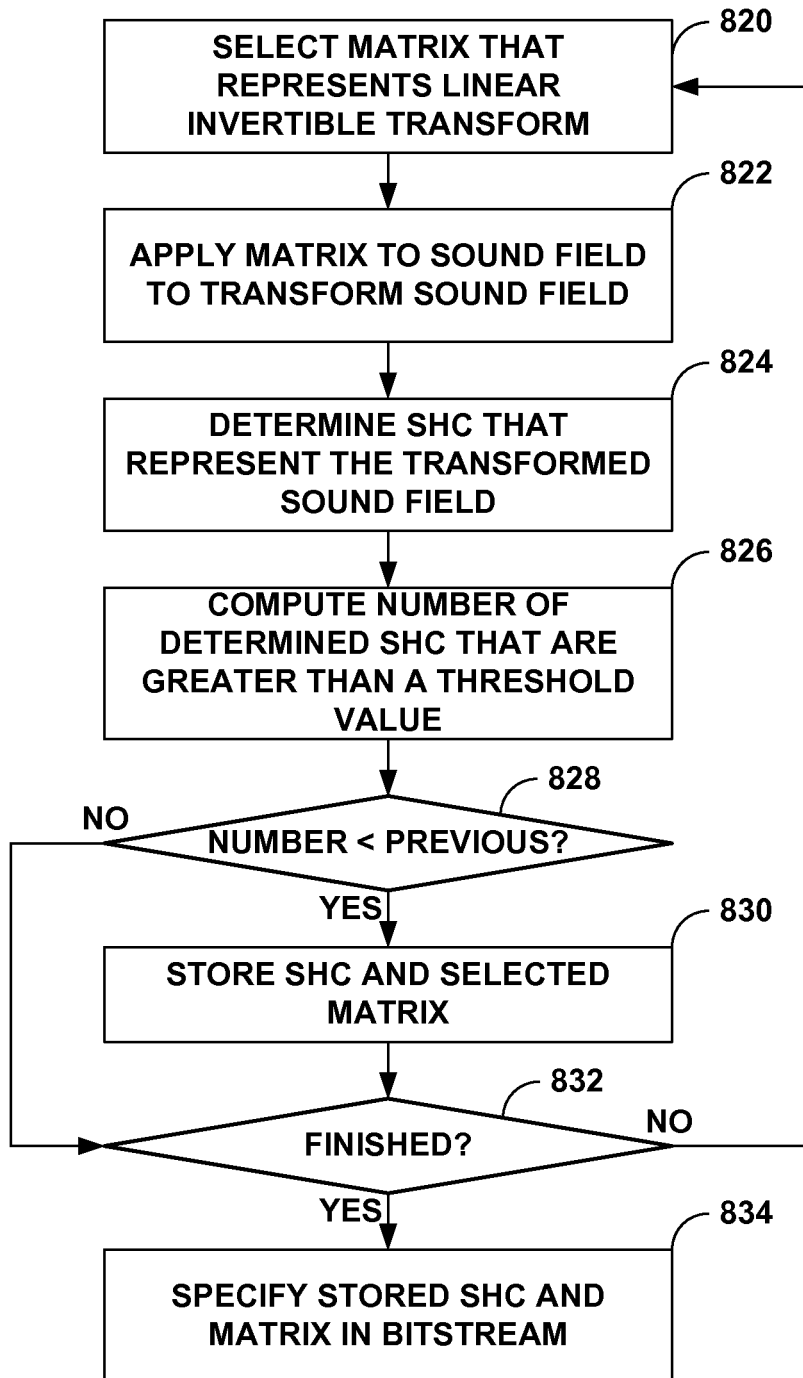 820
SELECT MATRIX THAT
REPRESENTS LINEAR
INVERTIBLE TRANSFORM
822
APPLY MATRIX TO SOUND FIELD
TO TRANSFORM SOUND FIELD
824
DETERMINE SHC THAT
REPRESENT THE TRANSFORMED
SOUND FIELD
826
COMPUTE NUMBER OF
DETERMINED SHC THAT ARE
GREATER THAN A THRESHOLD
VALUE
828
NO
NUMBER < PREVIOUS?
YES
830
STORE SHC AND SELECTED
MATRIX
832
NO
FINISHED?
YES
834
SPECIFY STORED SHC AND
MATRIX IN BITSTREAM